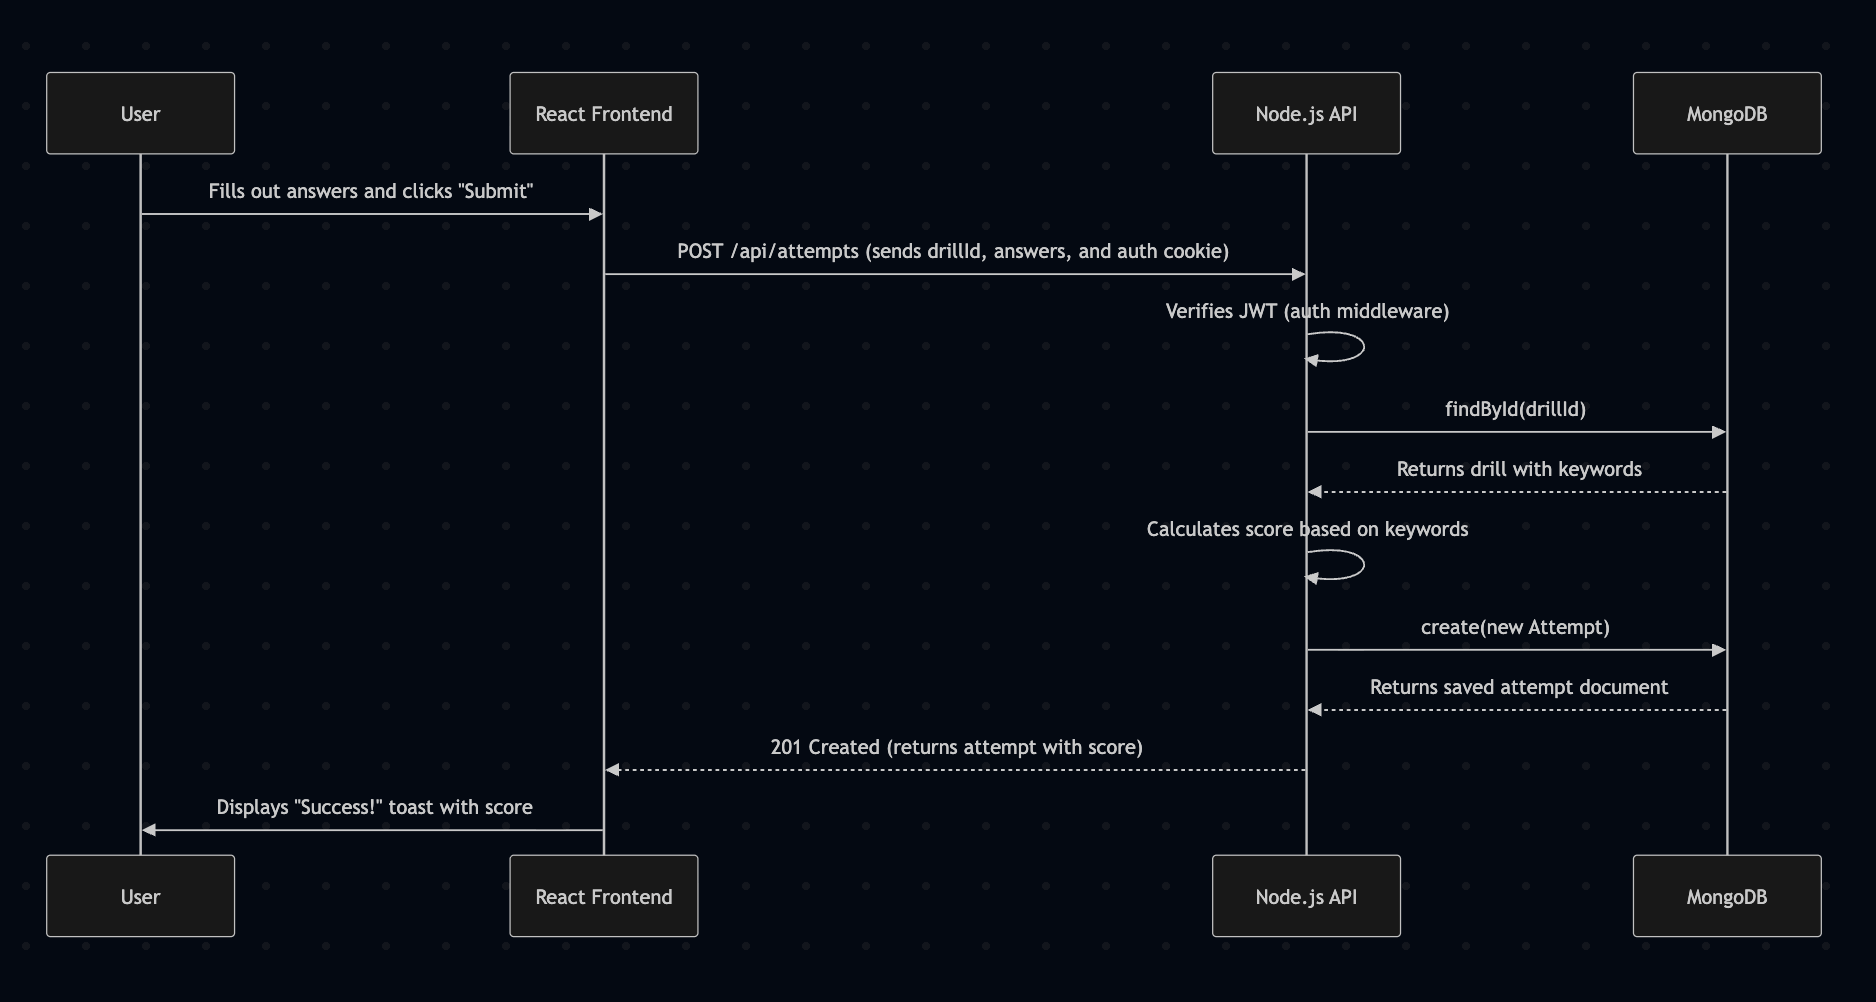 User
React Frontend
Node.js API
MongoDB
Fills out answers and clicks "Submit"
POST /api/attempts (sends drillId, answers, and auth cookie)
Verifies JWT (auth middleware)
findById(drillId)
Returns drill with keywords
Calculates score based on keywords
create(new Attempt)
Returns saved attempt document
201 Created (returns attempt with score)
Displays "Success!" toast with score
User
React Frontend
Node.js API
MongoDB